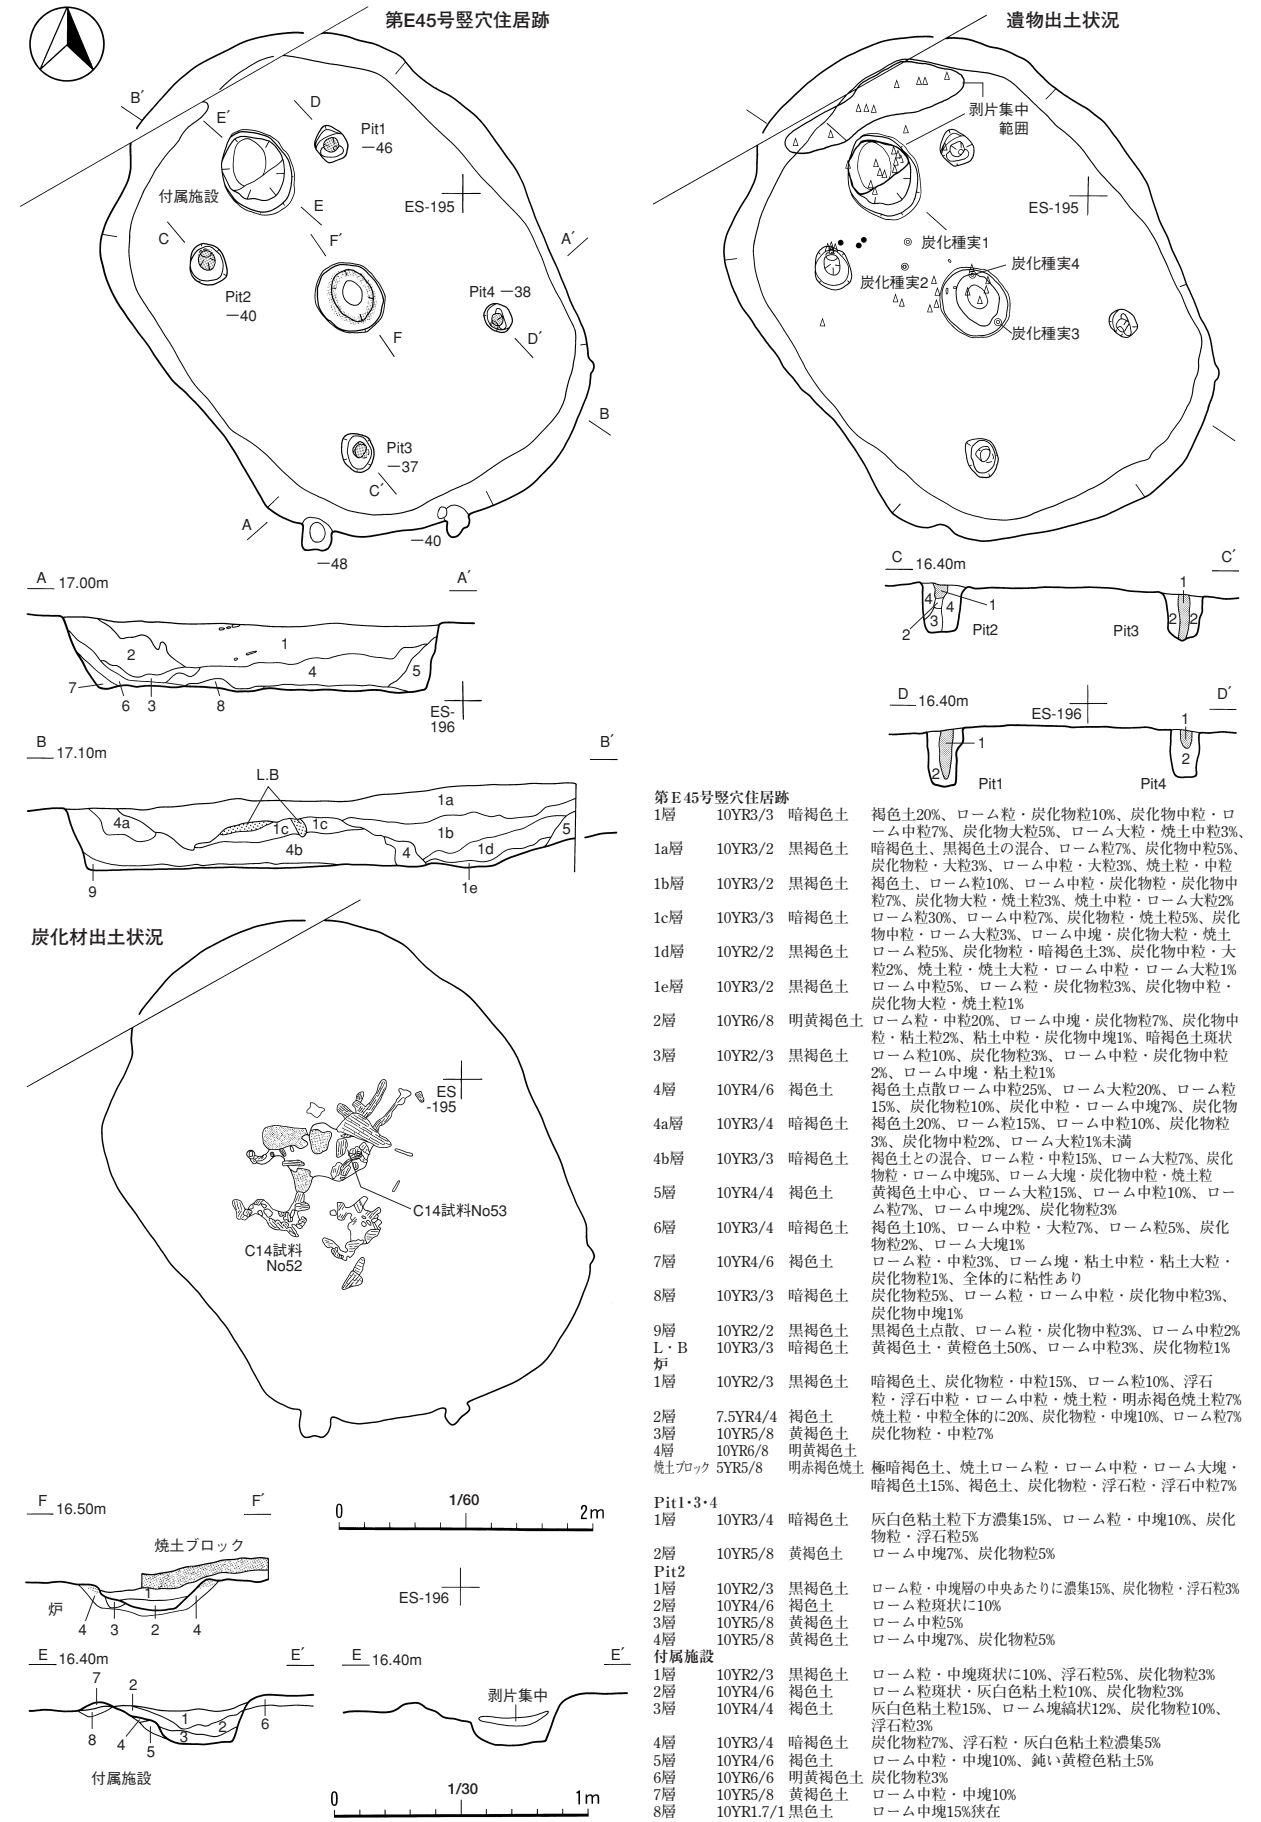 第E45号竪穴住居跡
B´
E´
D
Pit1
－46
付属施設
E
ES-195
C
F´
A´
Pit2
－40
Pit4 －38
F
D´
B
Pit3
－37
C´
A
－40
－48
遺物出土状況
剥片集中
範囲
ES-195
炭化種実1
炭化種実4
炭化種実2
炭化種実3
A 17.00m A´
1
2
4
5
7
6 3 8
ES-
196
B 17.10m B´
L.B
1a
4a
1c
1c
1b
5
4b
4
1d
9
1e
C 16.40m C´
1
4
4
1
2
3
2
2
Pit2
Pit3
D 16.40m D´
ES-196
1
1
2
2
Pit1
Pit4
炭化材出土状況
ES
-195
C14試料No53
C14試料
No52
F 16.50m F´
焼土ブロック
1
炉
4 3 2 4
1/60
0 2m
ES-196
E 16.40m E´
7
2
1
2
3
8
4
5
6
付属施設
E 16.40m E´
剥片集中
1/30
0 1m
第E45号竪穴住居跡
1層 10YR3/3 暗褐色土 褐色土20%、ローム粒・炭化物粒10%、炭化物中粒・ロ
ーム中粒7%、炭化物大粒5%、ローム大粒・焼土中粒3%、
1a層 10YR3/2 黒褐色土 暗褐色土、黒褐色土の混合、ローム粒7%、炭化物中粒5%、
炭化物粒・大粒3%、ローム中粒・大粒3%、焼土粒・中粒
1b層 10YR3/2 黒褐色土 褐色土、ローム粒10%、ローム中粒・炭化物粒・炭化物中
粒7%、炭化物大粒・焼土粒3%、焼土中粒・ローム大粒2%
1c層 10YR3/3 暗褐色土 ローム粒30%、ローム中粒7%、炭化物粒・焼土粒5%、炭化
物中粒・ローム大粒3%、ローム中塊・炭化物大粒・焼土
1d層 10YR2/2 黒褐色土 ローム粒5%、炭化物粒・暗褐色土3%、炭化物中粒・大
粒2%、焼土粒・焼土大粒・ローム中粒・ローム大粒1%
1e層 10YR3/2 黒褐色土 ローム中粒5%、ローム粒・炭化物粒3%、炭化物中粒・
炭化物大粒・焼土粒1%
2層 10YR6/8 明黄褐色土 ローム粒・中粒20%、ローム中塊・炭化物粒7%、炭化物中
粒・粘土粒2%、粘土中粒・炭化物中塊1%、暗褐色土斑状
3層 10YR2/3 黒褐色土 ローム粒10%、炭化物粒3%、ローム中粒・炭化物中粒
2%、ローム中塊・粘土粒1%
4層 10YR4/6 褐色土 褐色土点散ローム中粒25%、ローム大粒20%、ローム粒
15%、炭化物粒10%、炭化中粒・ローム中塊7%、炭化物
4a層 10YR3/4 暗褐色土 褐色土20%、ローム粒15%、ローム中粒10%、炭化物粒
3%、炭化物中粒2%、ローム大粒1%未満
4b層 10YR3/3 暗褐色土 褐色土との混合、ローム粒・中粒15%、ローム大粒7%、炭化
物粒・ローム中塊5%、ローム大塊・炭化物中粒・焼土粒
5層 10YR4/4 褐色土 黄褐色土中心、ローム大粒15%、ローム中粒10%、ロー
ム粒7%、ローム中塊2%、炭化物粒3%
6層 10YR3/4 暗褐色土 褐色土10%、ローム中粒・大粒7%、ローム粒5%、炭化
物粒2%、ローム大塊1%
7層 10YR4/6 褐色土 ローム粒・中粒3%、ローム塊・粘土中粒・粘土大粒・
炭化物粒1%、全体的に粘性あり
8層 10YR3/3 暗褐色土 炭化物粒5%、ローム粒・ローム中粒・炭化物中粒3%、
炭化物中塊1%
9層 10YR2/2 黒褐色土 黒褐色土点散、ローム粒・炭化物中粒3%、ローム中粒2%
L・B 10YR3/3 暗褐色土 黄褐色土・黄橙色土50%、ローム中粒3%、炭化物粒1%
炉
1層 10YR2/3 黒褐色土 暗褐色土、炭化物粒・中粒15%、ローム粒10%、浮石
粒・浮石中粒・ローム中粒・焼土粒・明赤褐色焼土粒7%
2層 7.5YR4/4 褐色土 焼土粒・中粒全体的に20%、炭化物粒・中塊10%、ローム粒7%
3層 10YR5/8 黄褐色土 炭化物粒・中粒7%
4層 10YR6/8 明黄褐色土
焼土ブロック 5YR5/8 明赤褐色焼土 極暗褐色土、焼土ローム粒・ローム中粒・ローム大塊・
暗褐色土15%、褐色土、炭化物粒・浮石粒・浮石中粒7%
Pit1・3・4
1層 10YR3/4 暗褐色土 灰白色粘土粒下方濃集15%、ローム粒・中塊10%、炭化
物粒・浮石粒5%
2層 10YR5/8 黄褐色土 ローム中塊7%、炭化物粒5%
Pit2
1層 10YR2/3 黒褐色土 ローム粒・中塊層の中央あたりに濃集15%、炭化物粒・浮石粒3%
2層 10YR4/6 褐色土 ローム粒斑状に10%
3層 10YR5/8 黄褐色土 ローム中粒5%
4層 10YR5/8 黄褐色土 ローム中塊7%、炭化物粒5%
付属施設
1層 10YR2/3 黒褐色土 ローム粒・中塊斑状に10%、浮石粒5%、炭化物粒3%
2層 10YR4/6 褐色土 ローム粒斑状・灰白色粘土粒10%、炭化物粒3%
3層 10YR4/4 褐色土 灰白色粘土粒15%、ローム塊縞状12%、炭化物粒10%、
浮石粒3%
4層 10YR3/4 暗褐色土 炭化物粒7%、浮石粒・灰白色粘土粒濃集5%
5層 10YR4/6 褐色土 ローム中粒・中塊10%、鈍い黄橙色粘土5%
6層 10YR6/6 明黄褐色土 炭化物粒3%
7層 10YR5/8 黄褐色土 ローム中粒・中塊10%
8層 10YR1.7/1 黒色土 ローム中塊15%狭在